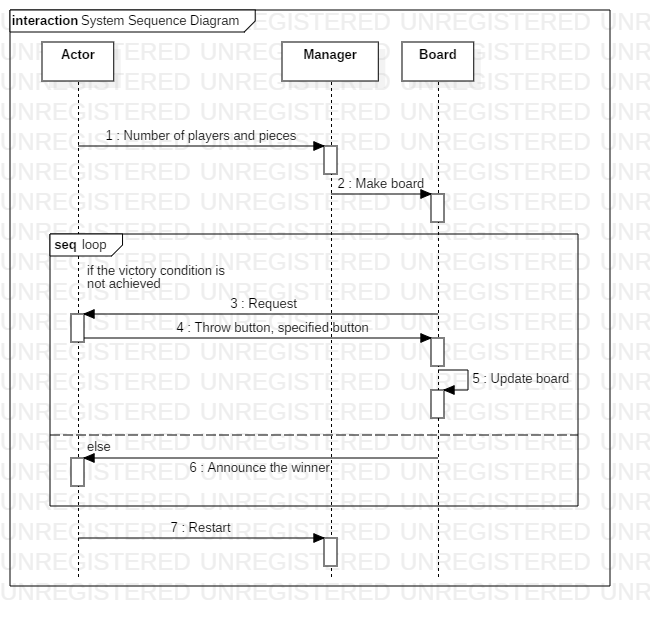 interaction System Sequence Diagram
Actor
Manager
Board
1 : Number of players and pieces
2 : Make board
seq loop
if the victory condition is
not achieved
3 : Request
4 : Throw button, specified button
5 : Update board
else
6 : Announce the winner
7 : Restart
UNREGISTERED